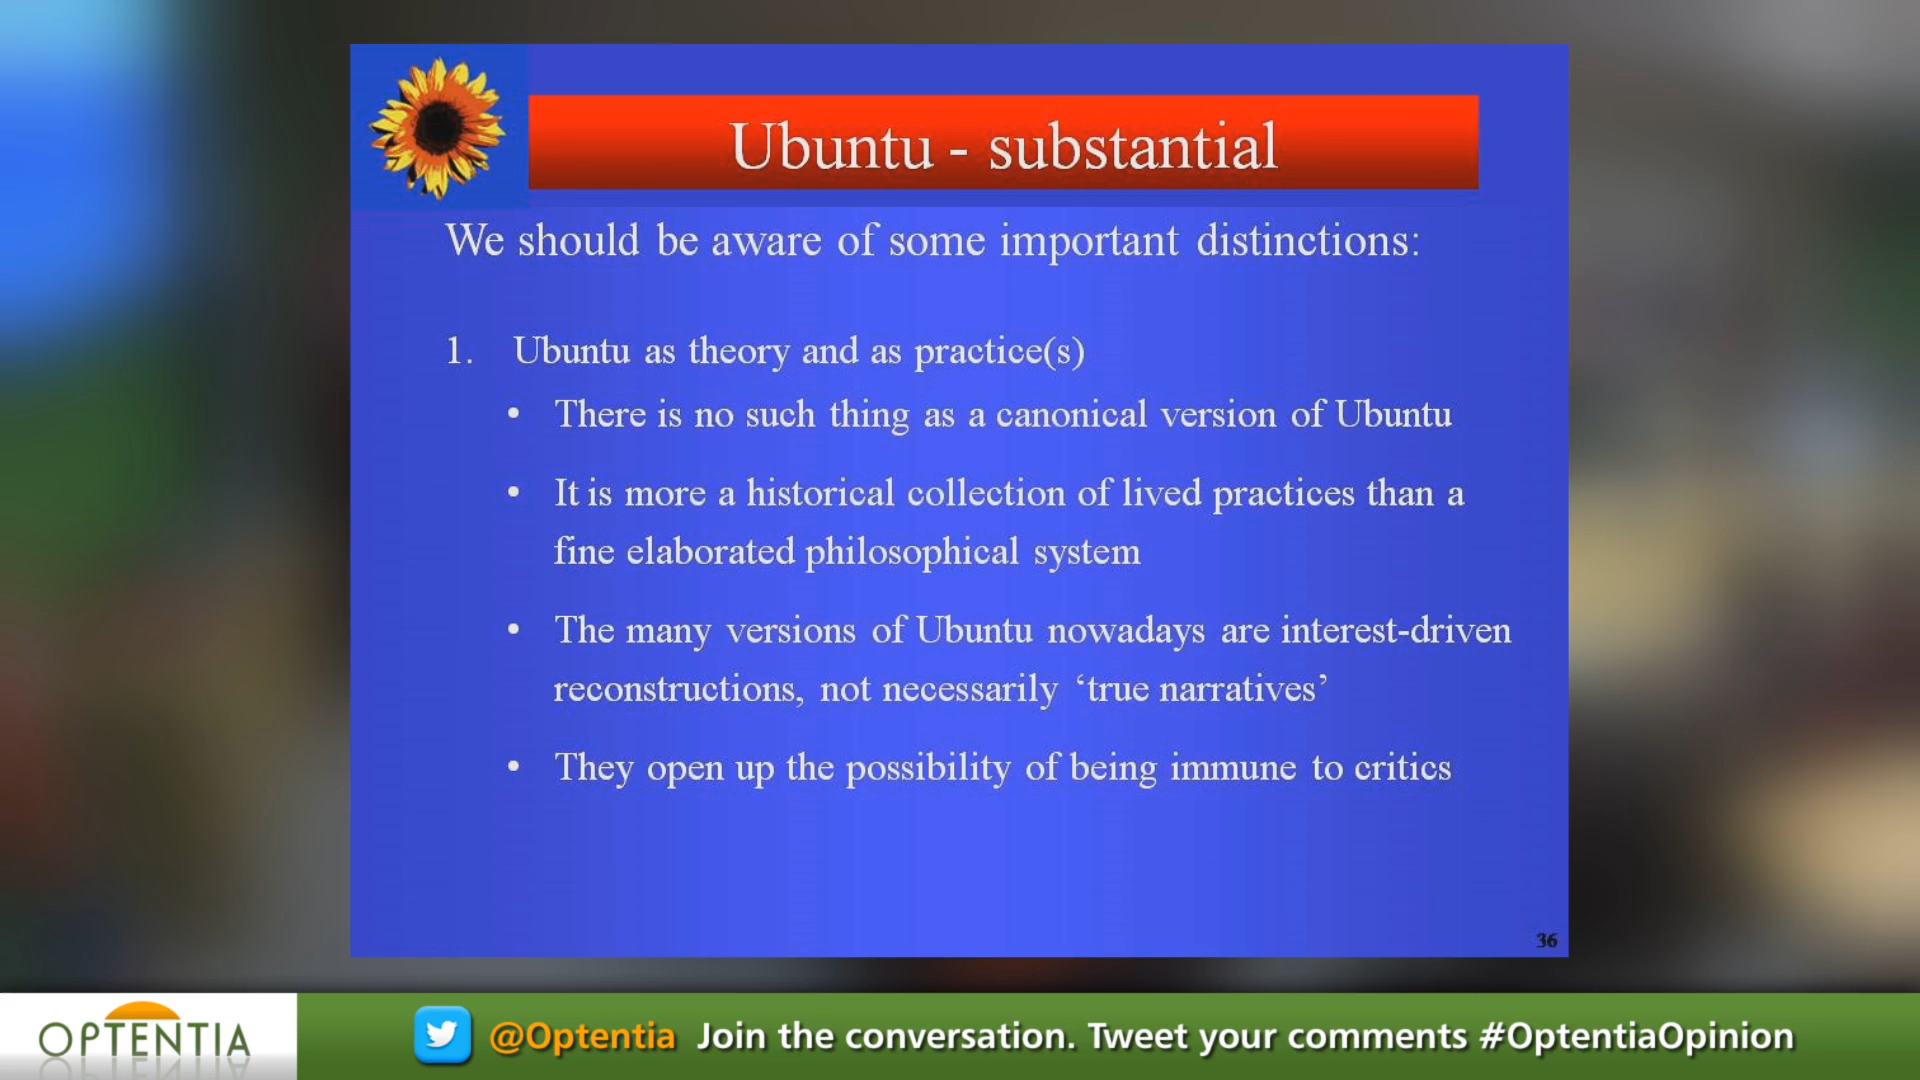 Ubuntu - substantial
We should be aware of some important distinctions:
1. Ubuntu as theory and as practice(s)
• There is no such thing as a canonical version of Ubuntu
• It is more a historical collection of lived practices than a
fine elaborated philosophical system
• The many versions of Ubuntu nowadays are interest-driven
reconstructions, not necessarily ‘true narratives’
• They open up the possibility of being immune to critics
36
OPTENTIA
@Optentia Join the conversation. Tweet your comments #OptentiaOpinion